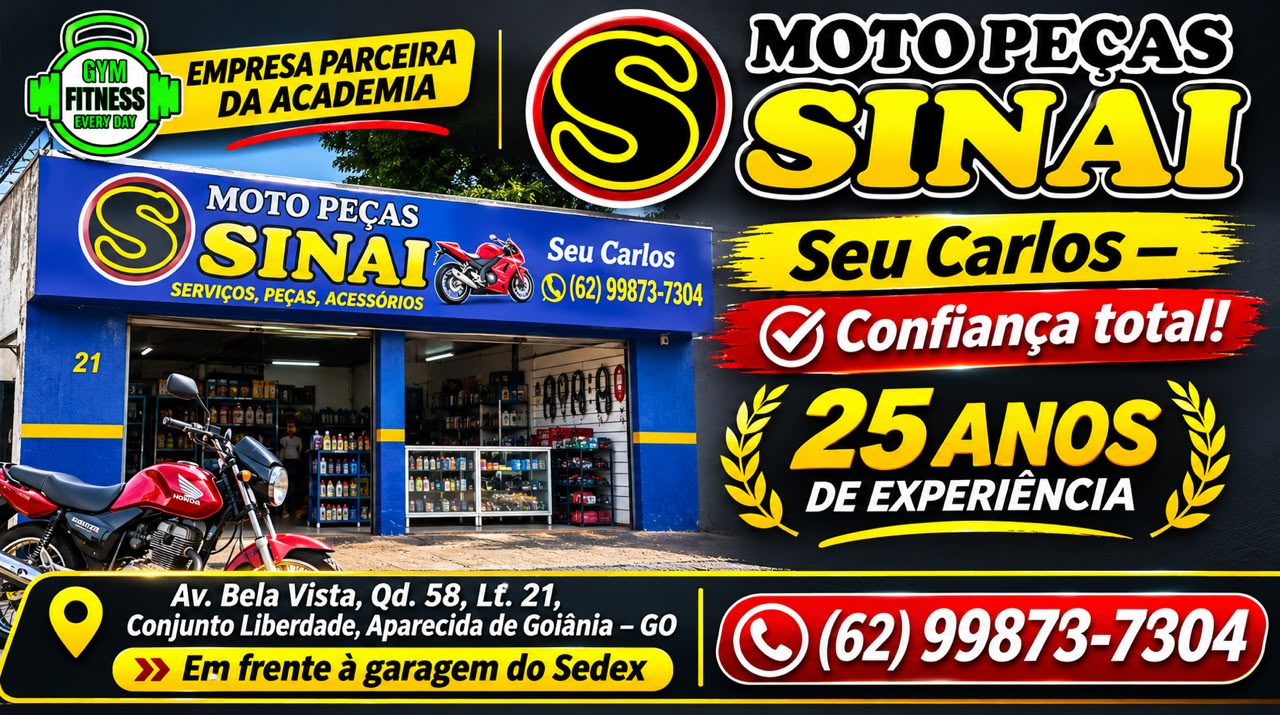 GYM
FITNESS
EVERY DAY
EMPRESA PARCEIRA
DA ACADEMIA
S
MOTO PEÇAS
SINAI
S
MOTO PEÇAS
SINAI
SERVIÇOS, PEÇAS, ACESSÓRIOS
Seu Carlos
(62) 99873-7304
21
HONDA
Seu Carlos –
Confiança total!
25 ANOS
DE EXPERIÊNCIA
Av. Bela Vista, Qd. 58, Lt. 21,
Conjunto Liberdade, Aparecida de Goiânia – GO
Em frente à garagem do Sedex
(62) 99873-7304